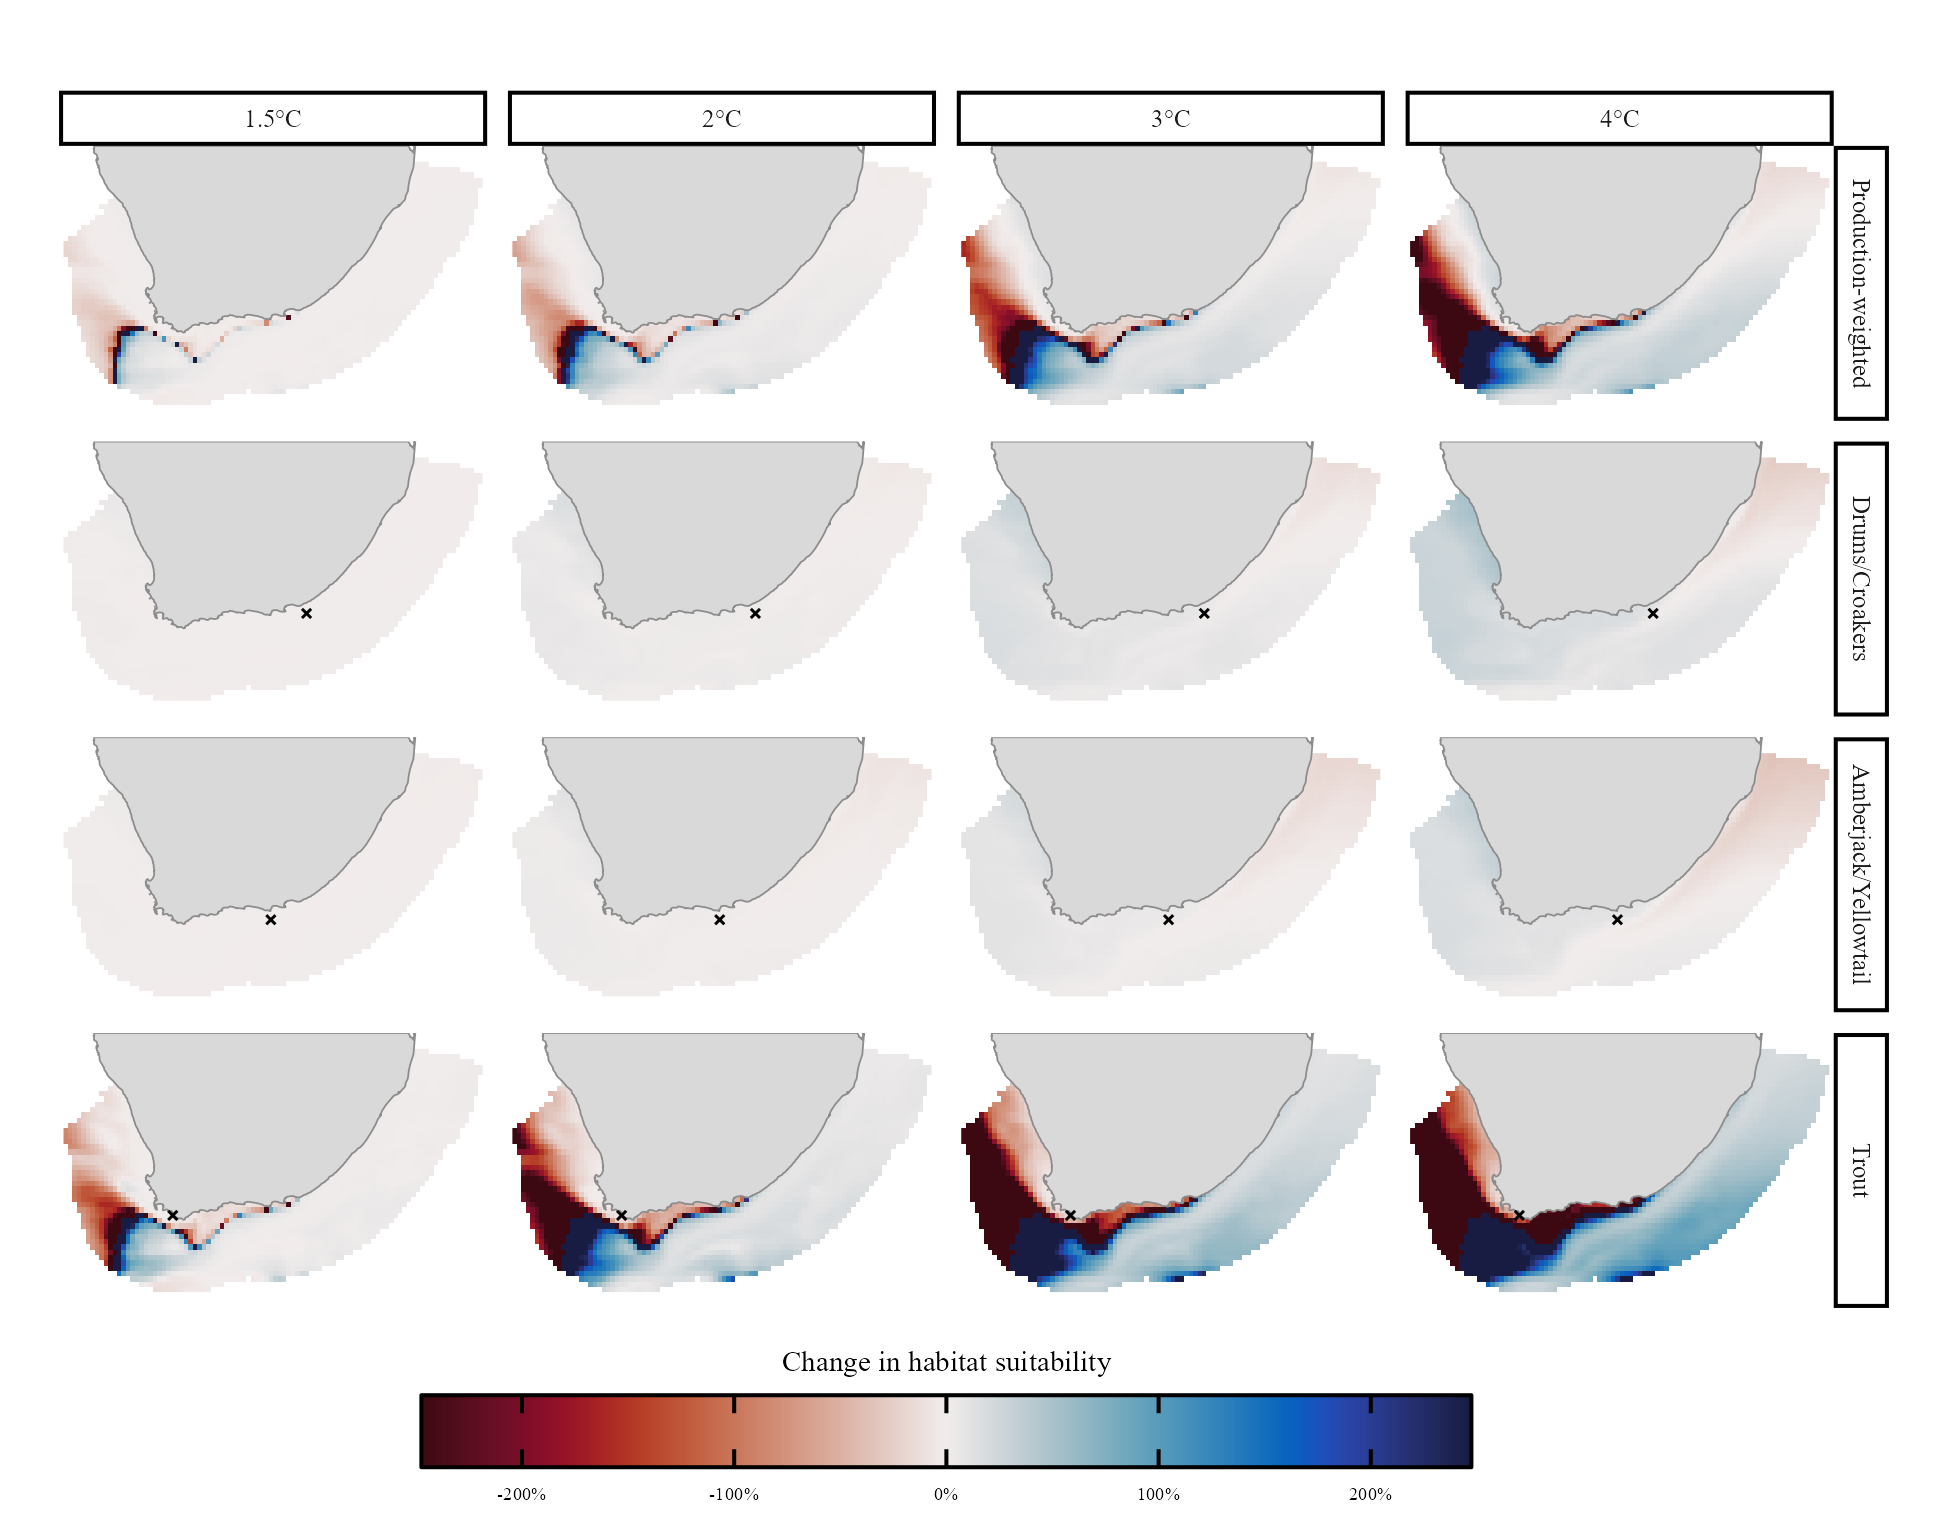 1.5°C
2°C
3°C
4°C
Production-weighted
Drums/Croakers
Amberjack/Yellowtail
Trout
Change in habitat suitability
-200%
-100%
0%
100%
200%